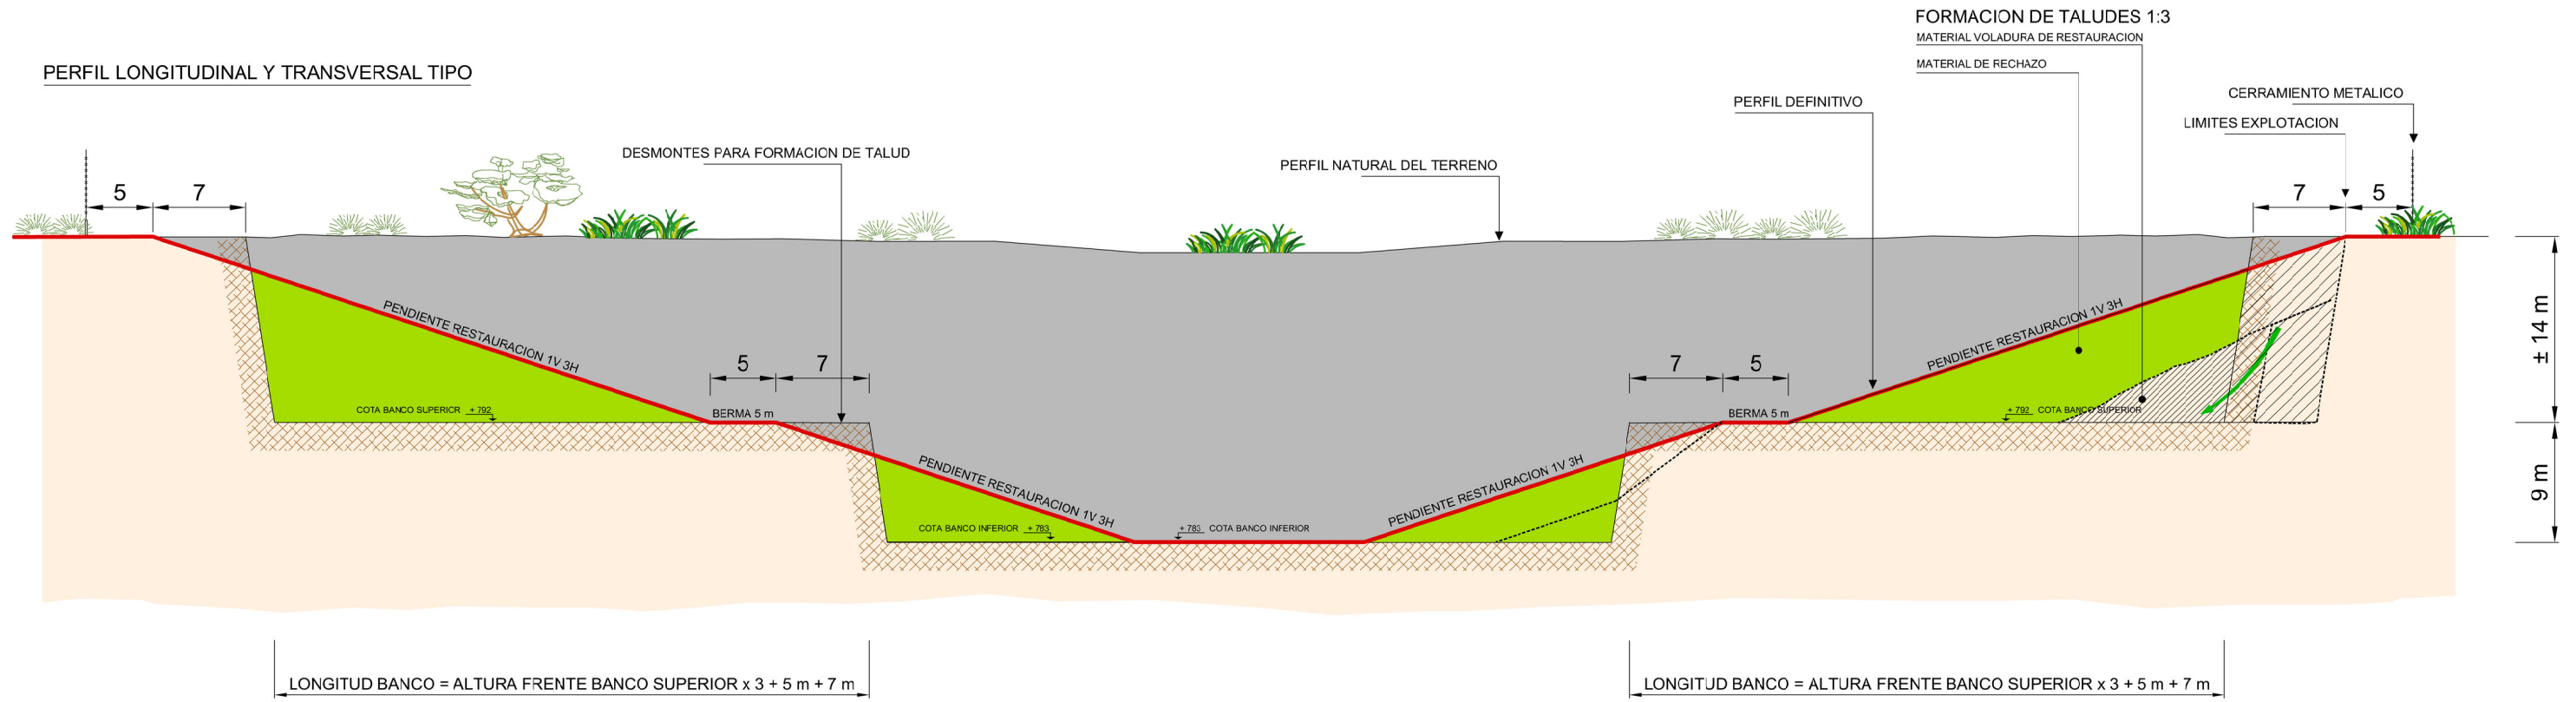 FORMACION DE TALUDES 1:3
MATERIAL VOLADURA DE RESTAURACION
MATERIAL DE RECHAZO
PERFIL LONGITUDINAL Y TRANSVERSAL TIPO
CERRAMIENTO METALICO
PERFIL DEFINITIVO
LIMITES EXPLOTACION
DESMONTES PARA FORMACION DE TALUD
PERFIL NATURAL DEL TERRENO
5 7
7 5
PENDIENTE RESTAURACION 1V 3H
PENDIENTE RESTAURACION 1V 3H
± 14 m
5 7
7 5
COTA BANCO SUPERICR + 792
BERMA 5 m
BERMA 5 m
+ 792 COTA BANCO SUPERIOR
PENDIENTE RESTAURACION 1V 3H
PENDIENTE RESTAURACION 1V 3H
9 m
COTA BANCO INFERIOR + 783
+ 783 COTA BANCO INFERIOR
LONGITUD BANCO = ALTURA FRENTE BANCO SUPERIOR x 3 + 5 m + 7 m
LONGITUD BANCO = ALTURA FRENTE BANCO SUPERIOR x 3 + 5 m + 7 m